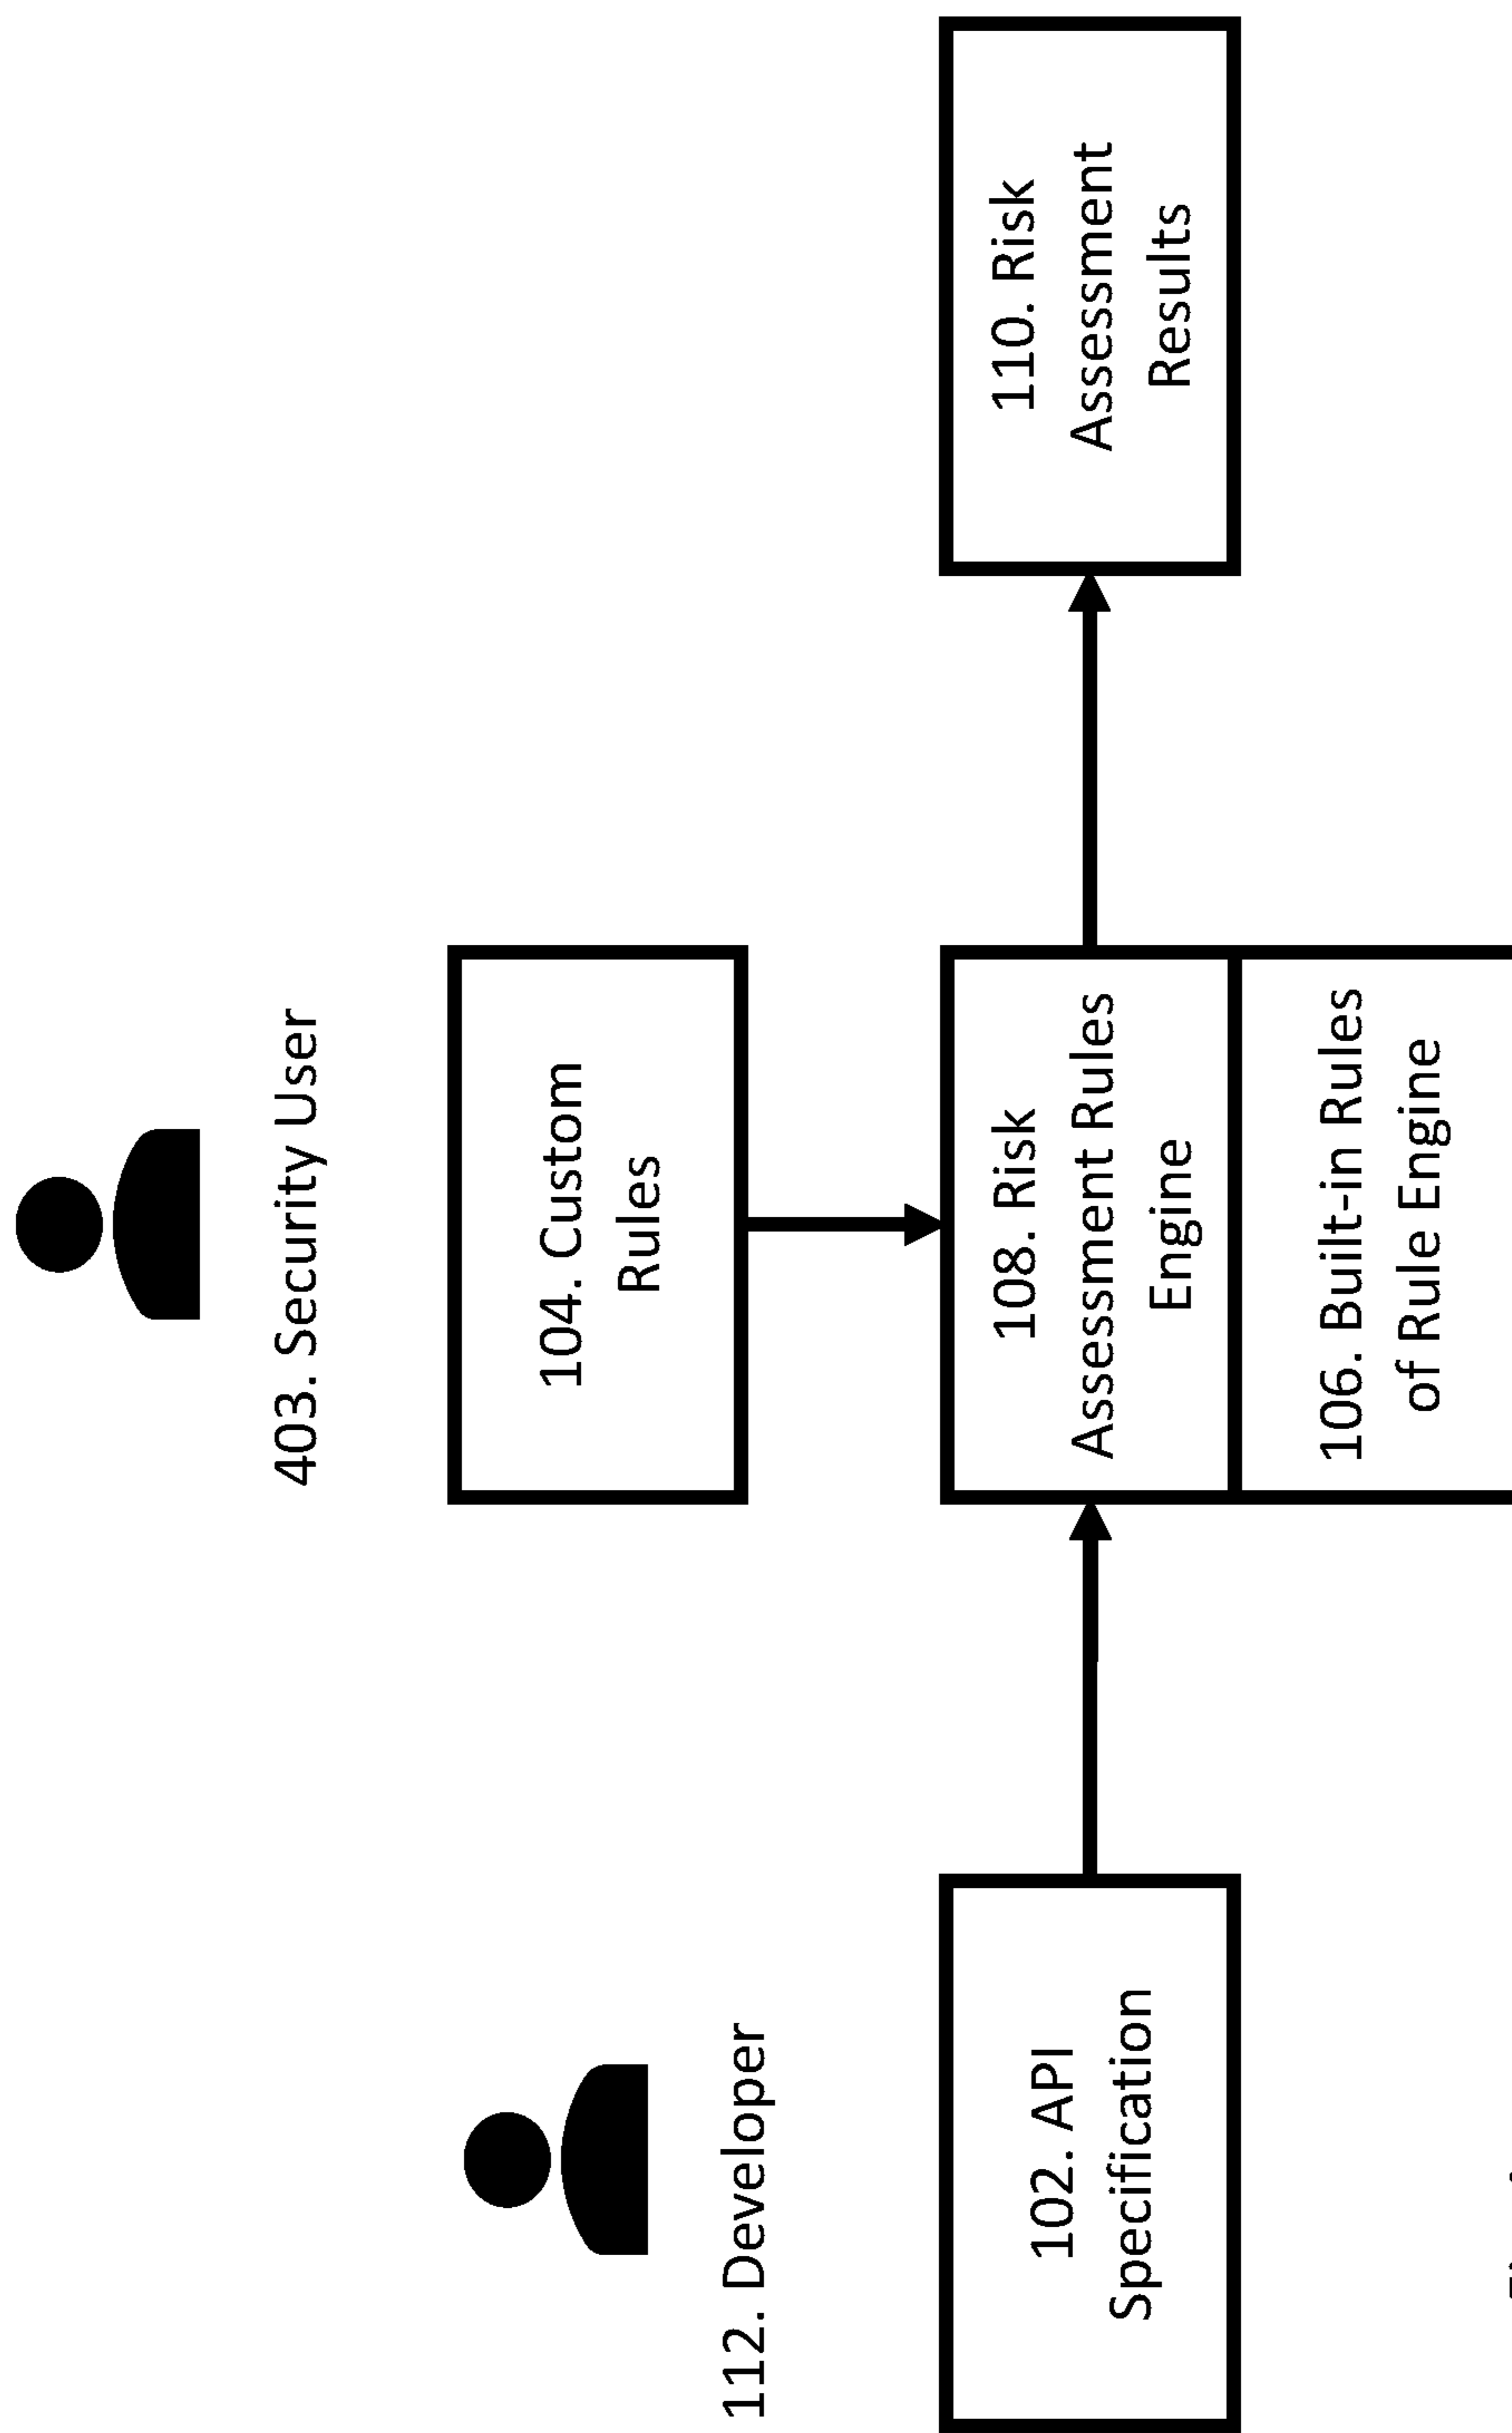 403. Security User
112. Developer
104. Custom
Rules
102. API
Specification
108. Risk
Assessment Rules
Engine
110. Risk
Assessment
Results
106. Built-in Rules
of Rule Engine